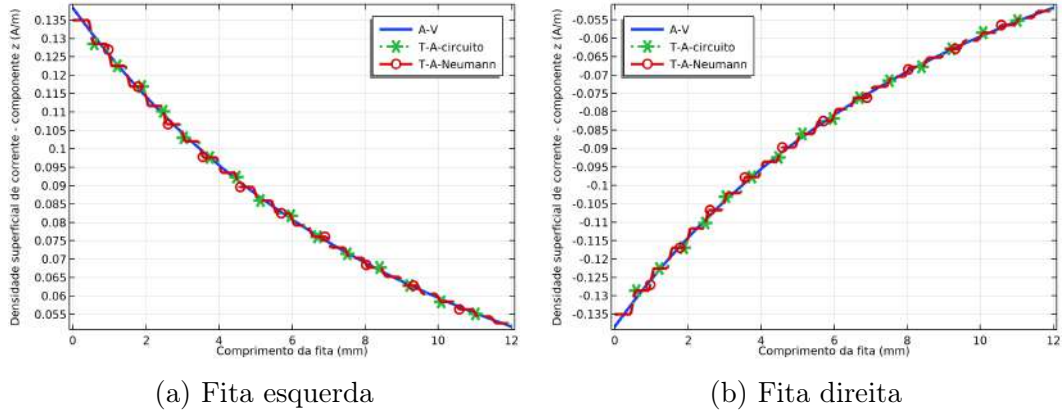 Densidade superficial de corrente - componente z (A/m)
0.135
0.13
0.125
0.12
0.115
0.11
0.105
0.1
0.095
0.09
0.085
0.08
0.075
0.07
0.065
0.06
0.055
A-V
T-A-circuito
T-A-Neumann
0 2 4 6 8 10 12
Comprimento da fita (mm)
(a) Fita esquerda
Densidade superficial de corrente - componente z (A/m)
-0.055
-0.06
-0.065
-0.07
-0.075
-0.08
-0.085
-0.09
-0.095
-0.1
-0.105
-0.11
-0.115
-0.12
-0.125
-0.13
-0.135
A-V
T-A-circuito
T-A-Neumann
0 2 4 6 8 10 12
Comprimento da fita (mm)
(b) Fita direita